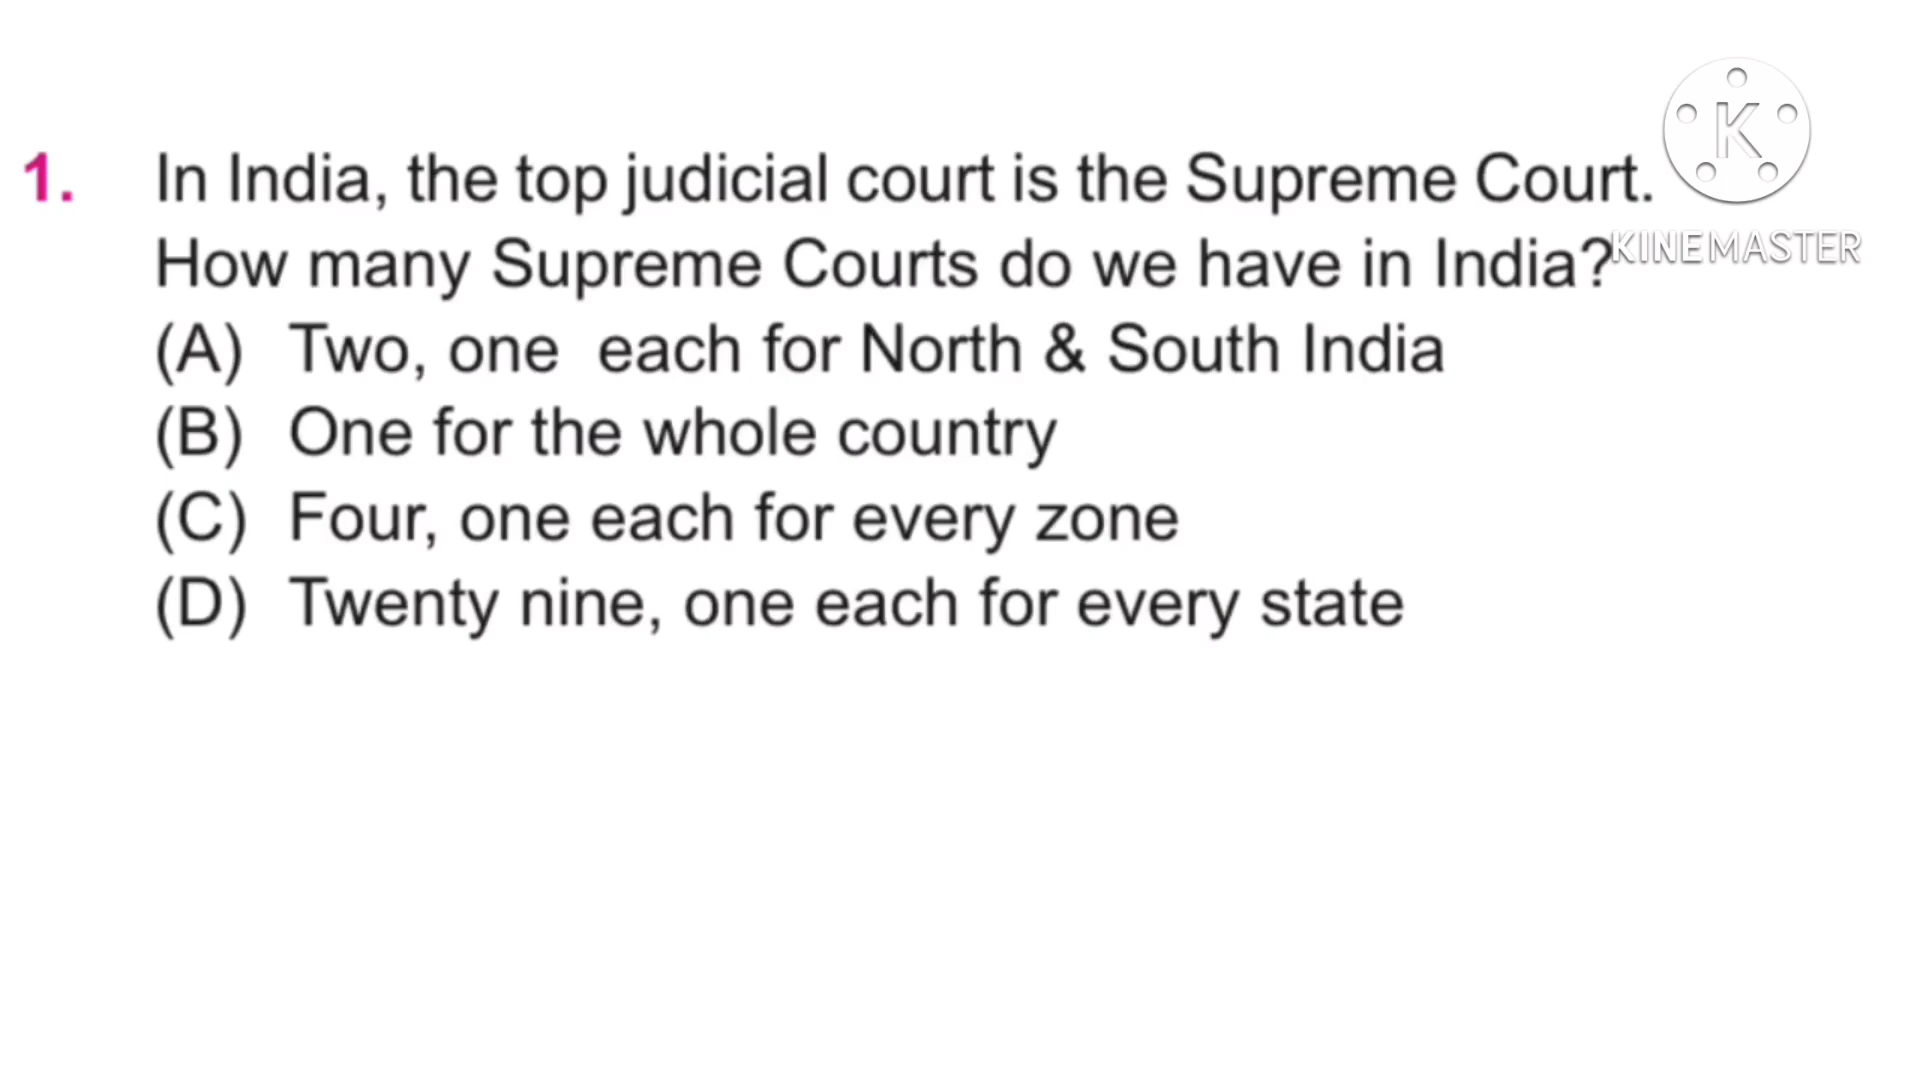 1. In India, the top judicial court is the Supreme Court.
How many Supreme Courts do we have in India?
(A) Two, one each for North & South India
(B) One for the whole country
(C) Four, one each for every zone
(D) Twenty nine, one each for every state
K
KINEMASTER